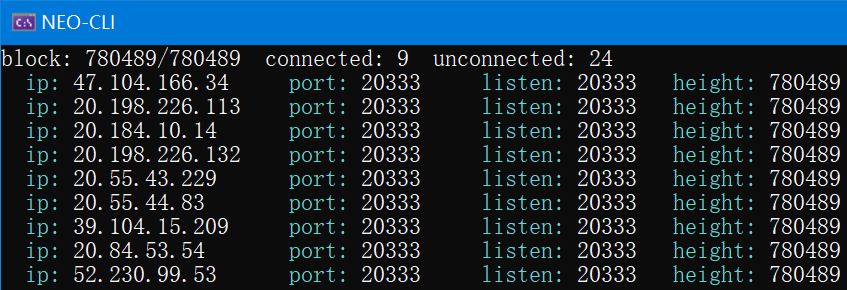 NEO-CLI
block: 780489/780489 connected: 9 unconnected: 24
ip: 47.104.166.34 port: 20333 listen: 20333 height: 780489
ip: 20.198.226.113 port: 20333 listen: 20333 height: 780489
ip: 20.184.10.14 port: 20333 listen: 20333 height: 780489
ip: 20.198.226.132 port: 20333 listen: 20333 height: 780489
ip: 20.55.43.229 port: 20333 listen: 20333 height: 780489
ip: 20.55.44.83 port: 20333 listen: 20333 height: 780489
ip: 39.104.15.209 port: 20333 listen: 20333 height: 780489
ip: 20.84.53.54 port: 20333 listen: 20333 height: 780489
ip: 52.230.99.53 port: 20333 listen: 20333 height: 780489